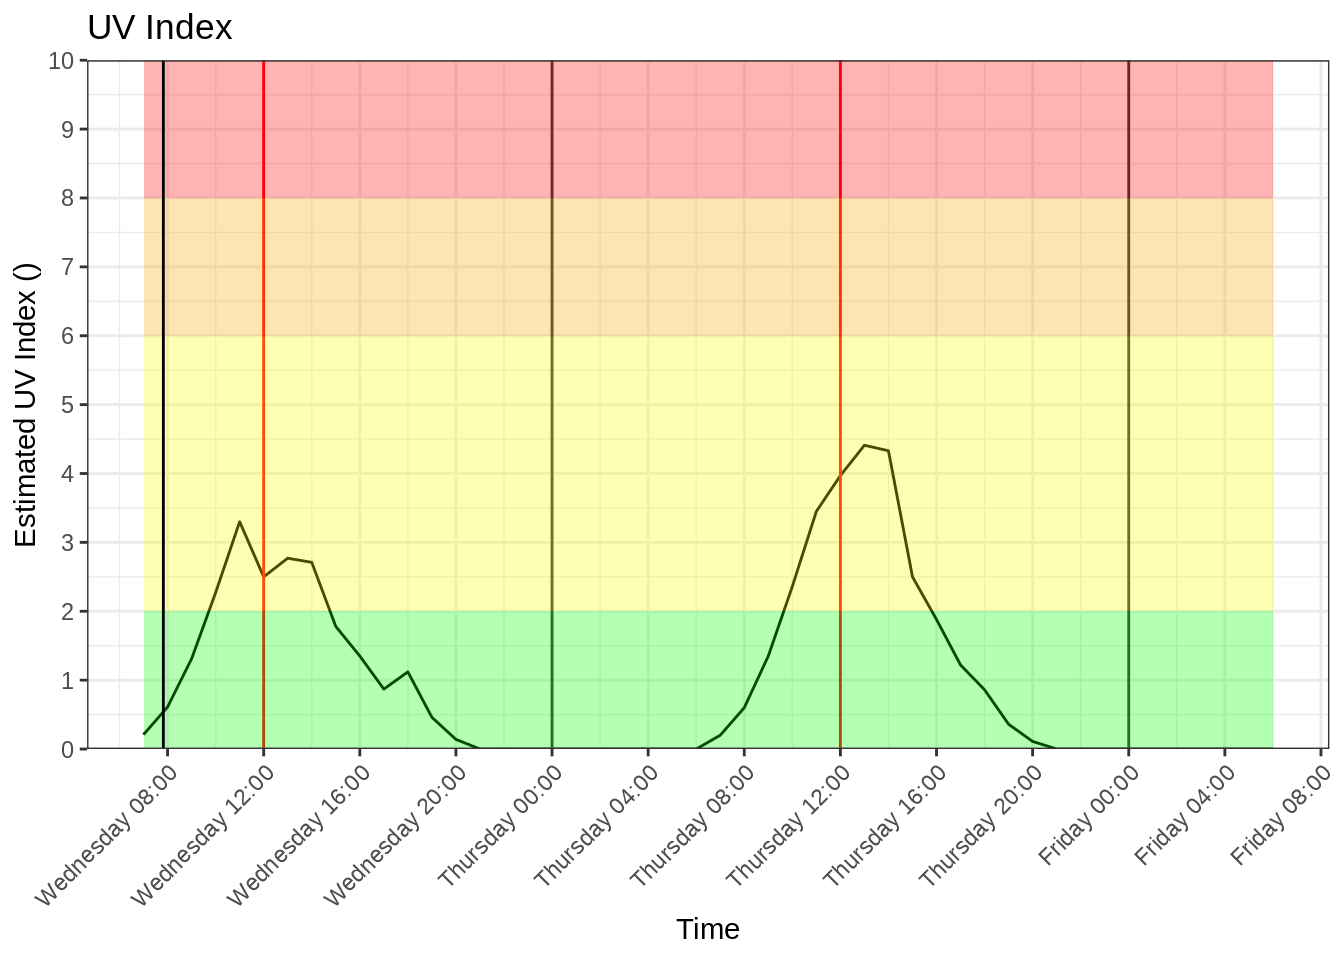 UV Index
Estimated UV Index ()
10
9
8
7
6
5
4
3
2
1
0
Wednesday 08:00
Wednesday 12:00
Wednesday 16:00
Wednesday 20:00
Thursday 00:00
Thursday 04:00
Thursday 08:00
Thursday 12:00
Thursday 16:00
Thursday 20:00
Friday 00:00
Friday 04:00
Friday 08:00
Time